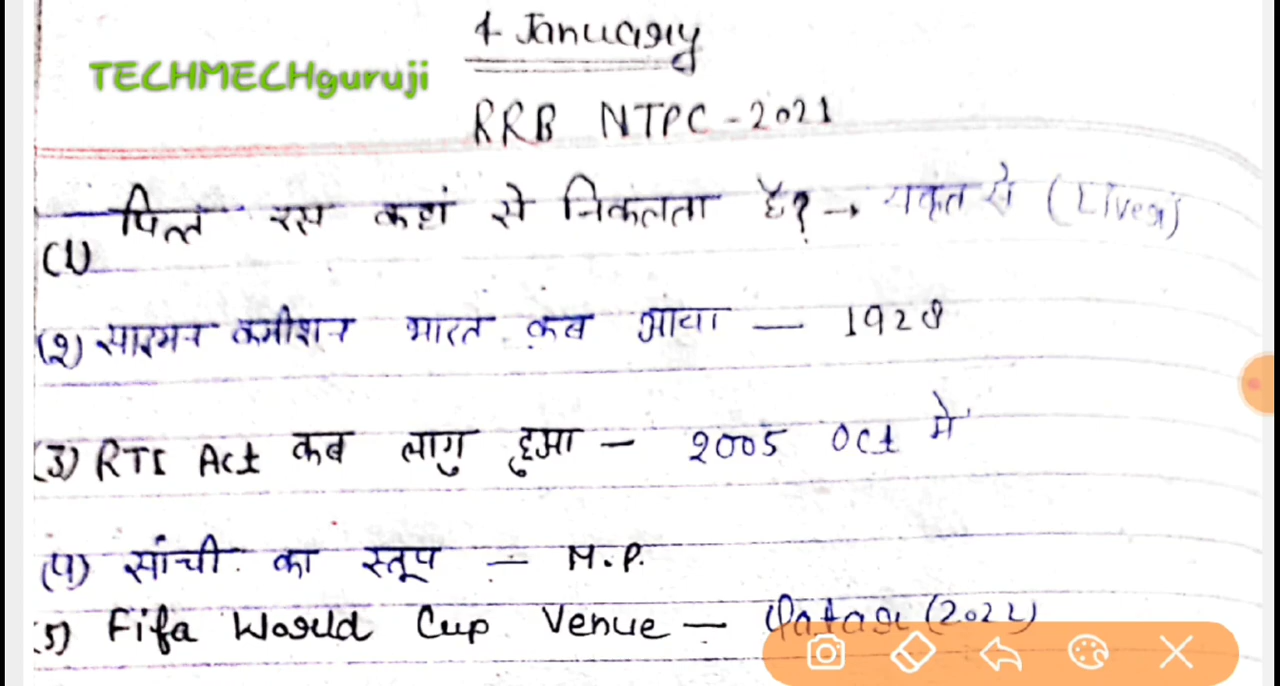 4 January
TECHMECHguruji
RRB NTPC - 2021
(1) पित्त रस कहां से निकलता है? → यकृत से (Liver)
(2) साइमन कमीशन भारत कब आया — 1928
(3) RTI Act कब लागु हुआ — 2005 Oct मे
(4) सांची का स्तूप — M.P.
(5) Fifa World Cup Venue — Qatar (2022)